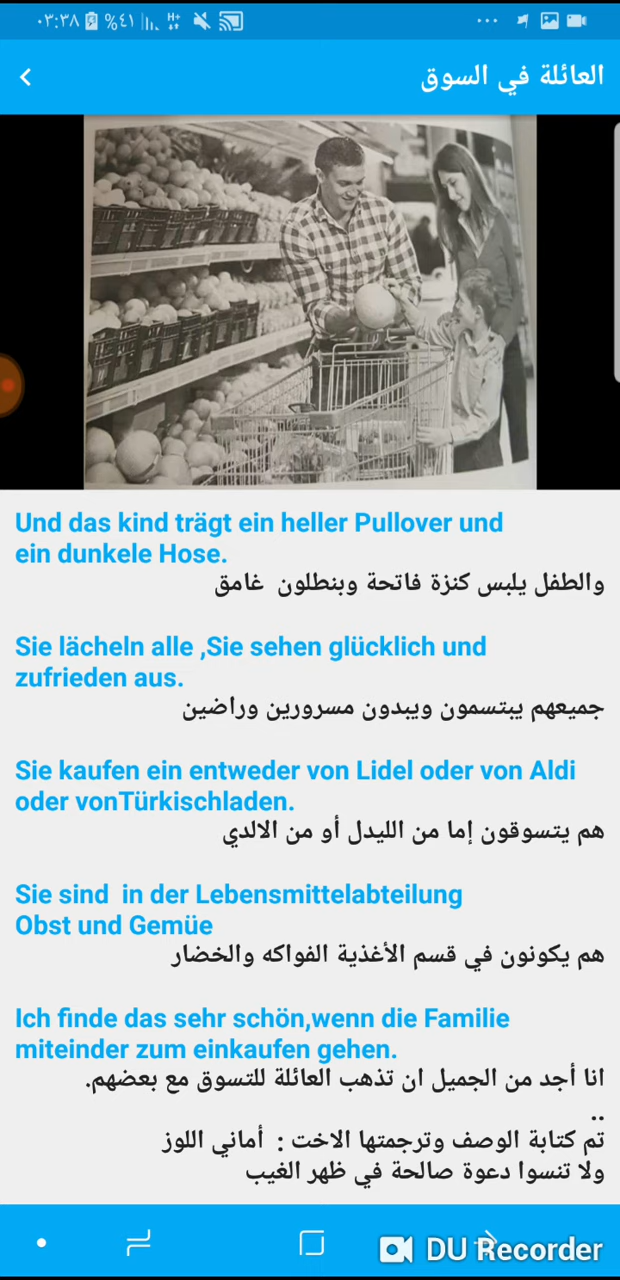 ٠٣:٣٨ %٤١ H+ ...
العائلة في السوق
Und das kind trägt ein heller Pullover und
ein dunkele Hose.
والطفل يلبس كنزة فاتحة وبنطلون غامق
Sie lächeln alle ,Sie sehen glücklich und
zufrieden aus.
جميعهم يبتسمون ويبدون مسرورين وراضين
Sie kaufen ein entweder von Lidel oder von Aldi
oder vonTürkischladen.
هم يتسوقون إما من الليدل أو من الالدي
Sie sind in der Lebensmittelabteilung
Obst und Gemüe
هم يكونون في قسم الأغذية الفواكه والخضار
Ich finde das sehr schön,wenn die Familie
miteinder zum einkaufen gehen.
انا أجد من الجميل ان تذهب العائلة للتسوق مع بعضهم.
..
تم كتابة الوصف وترجمتها الاخت : أماني اللوز
ولا تنسوا دعوة صالحة في ظهر الغيب
DU Recorder